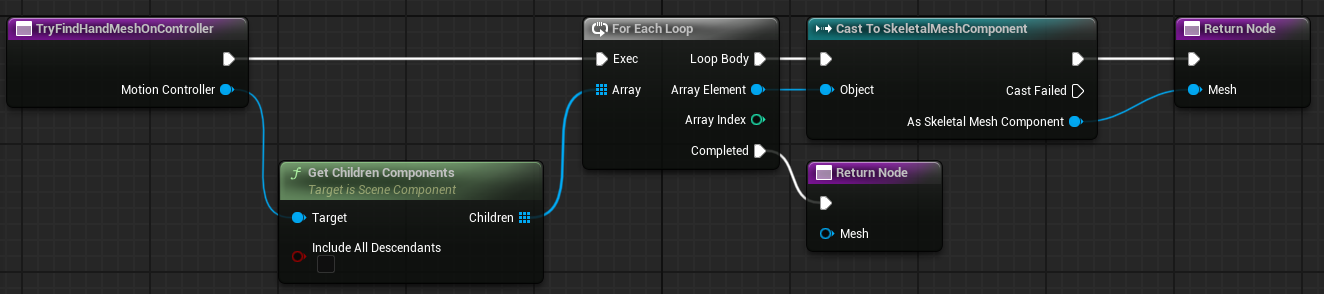 TryFindHandMeshOnController
Motion Controller
Get Children Components
Target is Scene Component
Target
Children
Include All Descendants
For Each Loop
Exec
Loop Body
Array
Array Element
Array Index
Completed
Cast To SkeletalMeshComponent
Object
Cast Failed
As Skeletal Mesh Component
Return Node
Mesh
Return Node
Mesh